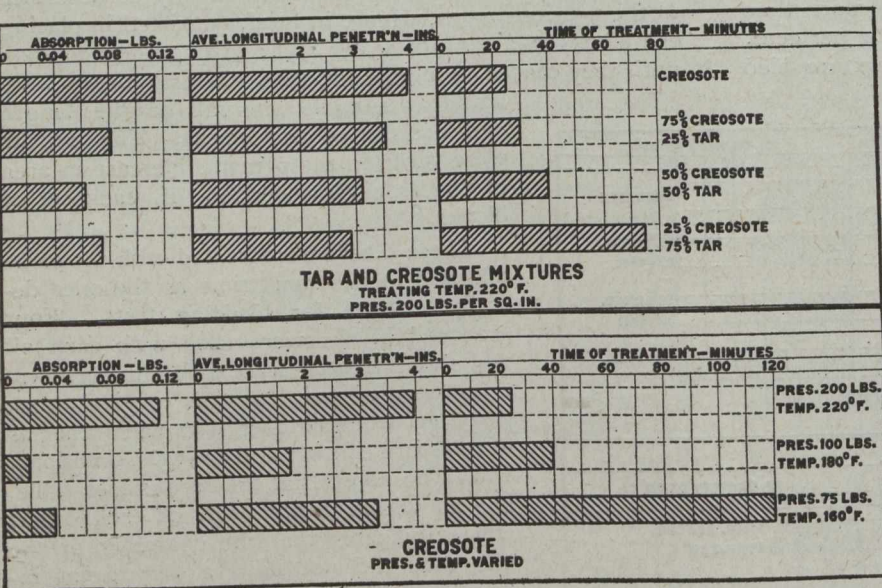 ABSORPTION—LBS. AVE.LONGITUDINAL PENETR'N—INS. TIME OF TREATMENT—MINUTES
0 0.04 0.08 0.12 0 1 2 3 4 0 20 40 60 80
CREOSOTE
75% CREOSOTE
25% TAR
50% CREOSOTE
50% TAR
25% CREOSOTE
75% TAR
TAR AND CREOSOTE MIXTURES
TREATING TEMP. 220° F.
PRES. 200 LBS. PER SQ. IN.
ABSORPTION—LBS. AVE.LONGITUDINAL PENETR'N—INS. TIME OF TREATMENT—MINUTES
0 0.04 0.08 0.12 0 1 2 3 4 0 20 40 60 80 100 120
PRES. 200 LBS.
TEMP. 220° F.
PRES. 100 LBS.
TEMP. 180° F.
PRES. 75 LBS.
TEMP. 160° F.
CREOSOTE
PRES. & TEMP. VARIED